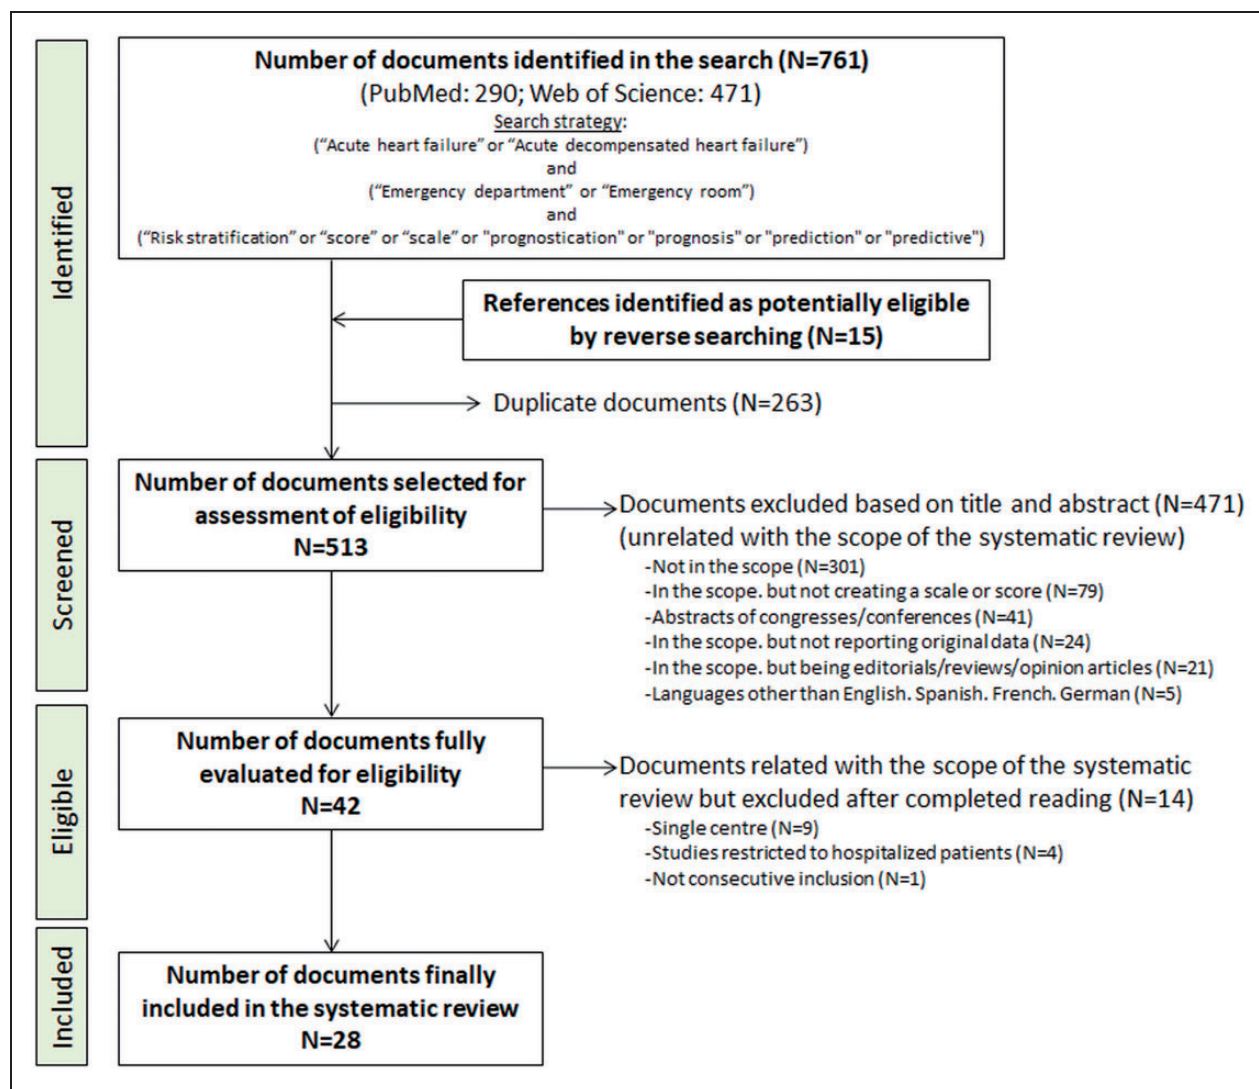 Identified
Number of documents identified in the search (N=761)
(PubMed: 290; Web of Science: 471)
Search strategy:
(“Acute heart failure” or “Acute decompensated heart failure”)
and
(“Emergency department” or “Emergency room”)
and
(“Risk stratification” or “score” or “scale” or "prognostication" or "prognosis" or "prediction" or "predictive")
References identified as potentially eligible
by reverse searching (N=15)
Duplicate documents (N=263)
Screened
Number of documents selected for
assessment of eligibility
N=513
Documents excluded based on title and abstract (N=471)
(unrelated with the scope of the systematic review)
-Not in the scope (N=301)
-In the scope. but not creating a scale or score (N=79)
-Abstracts of congresses/conferences (N=41)
-In the scope. but not reporting original data (N=24)
-In the scope. but being editorials/reviews/opinion articles (N=21)
-Languages other than English. Spanish. French. German (N=5)
Eligible
Number of documents fully
evaluated for eligibility
N=42
Documents related with the scope of the systematic
review but excluded after completed reading (N=14)
-Single centre (N=9)
-Studies restricted to hospitalized patients (N=4)
-Not consecutive inclusion (N=1)
Included
Number of documents finally
included in the systematic review
N=28